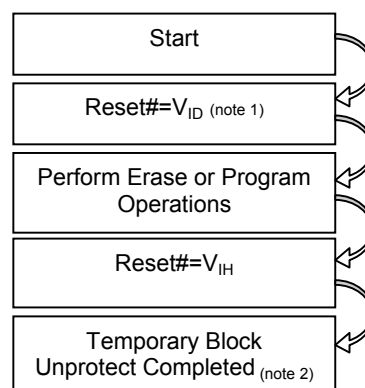 Start
Reset#=VID (note 1)
Perform Erase or Program
Operations
Reset#=VIH
Temporary Block
Unprotect Completed (note 2)